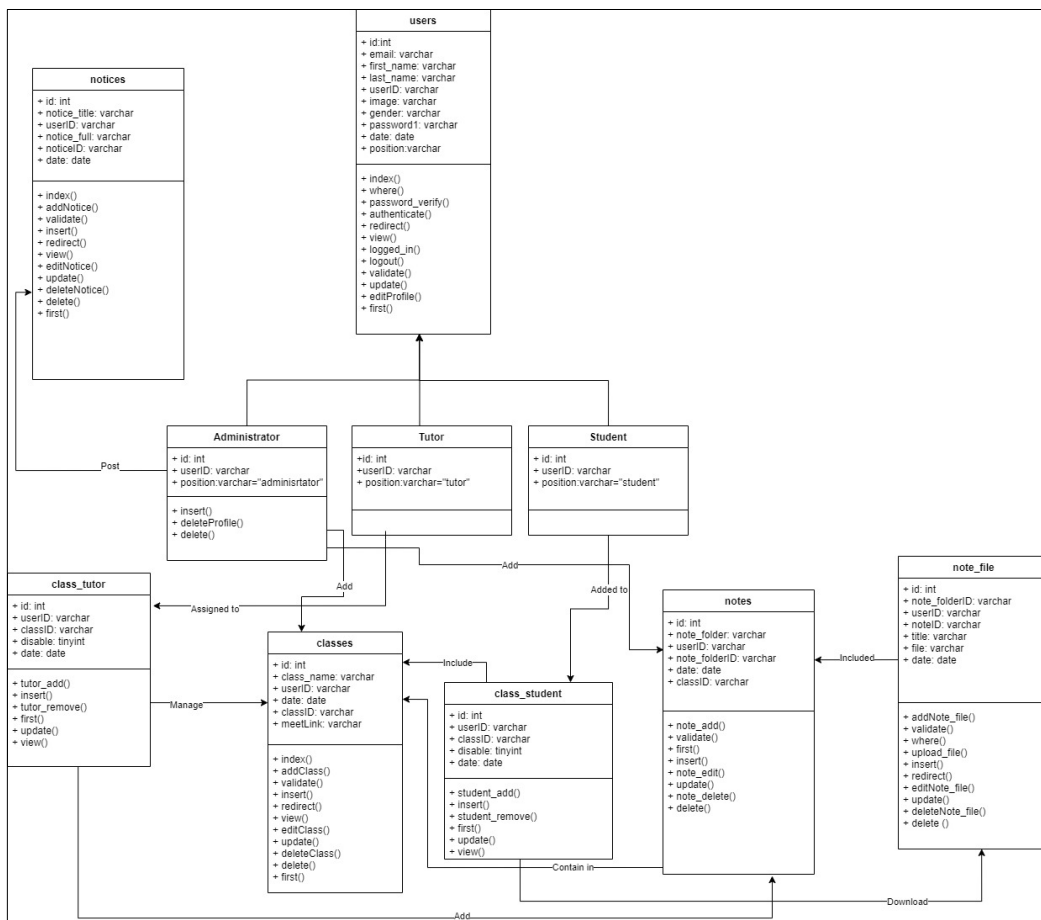 users
+ id:int
+ email: varchar
+ first_name: varchar
+ last_name: varchar
+ userID: varchar
+ image: varchar
+ gender: varchar
+ password1: varchar
+ date: date
+ position:varchar
+ index()
+ where()
+ password_verify()
+ authenticate()
+ redirect()
+ view()
+ logged_in()
+ logout()
+ validate()
+ update()
+ editProfile()
+ first()
notices
+ id: int
+ notice_title: varchar
+ userID: varchar
+ notice_full: varchar
+ noticeID: varchar
+ date: date
+ index()
+ addNotice()
+ validate()
+ insert()
+ redirect()
+ view()
+ editNotice()
+ update()
+ deleteNotice()
+ delete()
+ first()
Post
Administrator
+ id: int
+ userID: varchar
+ position:varchar="adminisrtator"
+ insert()
+ deleteProfile()
+ delete()
Tutor
+id: int
+userID: varchar
+ position:varchar="tutor"
Student
+ id: int
+ userID: varchar
+ position:varchar="student"
Add
Add
Assigned to
Added to
class_tutor
+ id: int
+ userID: varchar
+ classID: varchar
+ disable: tinyint
+ date: date
+ tutor_add()
+ insert()
+ tutor_remove()
+ first()
+ update()
+ view()
Manage
classes
+ id: int
+ class_name: varchar
+ userID: varchar
+ date: date
+ classID: varchar
+ meetLink: varchar
+ index()
+ addClass()
+ validate()
+ insert()
+ redirect()
+ view()
+ editClass()
+ update()
+ deleteClass()
+ delete()
+ first()
Include
class_student
+ id: int
+ userID: varchar
+ classID: varchar
+ disable: tinyint
+ date: date
+ student_add()
+ insert()
+ student_remove()
+ first()
+ update()
+ view()
notes
+ id: int
+ note_folder: varchar
+ userID: varchar
+ note_folderID: varchar
+ date: date
+ classID: varchar
+ note_add()
+ validate()
+ first()
+ insert()
+ note_edit()
+ update()
+ note_delete()
+ delete()
Included
note_file
+ id: int
+ note_folderID: varchar
+ userID: varchar
+ noteID: varchar
+ title: varchar
+ file: varchar
+ date: date
+ addNote_file()
+ validate()
+ where()
+ upload_file()
+ insert()
+ redirect()
+ editNote_file()
+ update()
+ deleteNote_file()
+ delete ()
Contain in
Download
Add